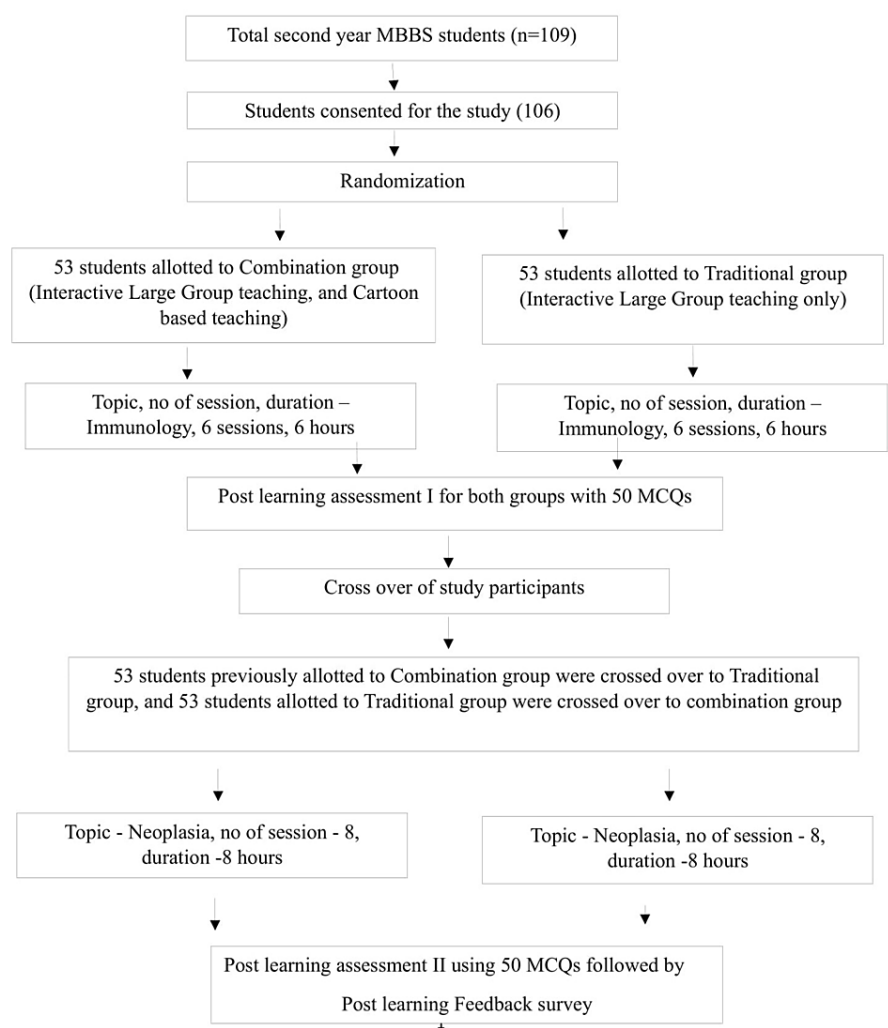 Total second year MBBS students (n=109)
Students consented for the study (106)
Randomization
53 students allotted to Combination group
(Interactive Large Group teaching, and Cartoon
based teaching)
53 students allotted to Traditional group
(Interactive Large Group teaching only)
Topic, no of session, duration –
Immunology, 6 sessions, 6 hours
Topic, no of session, duration –
Immunology, 6 sessions, 6 hours
Post learning assessment I for both groups with 50 MCQs
Cross over of study participants
53 students previously allotted to Combination group were crossed over to Traditional
group, and 53 students allotted to Traditional group were crossed over to combination group
Topic - Neoplasia, no of session - 8,
duration -8 hours
Topic - Neoplasia, no of session - 8,
duration -8 hours
Post learning assessment II using 50 MCQs followed by
Post learning Feedback survey